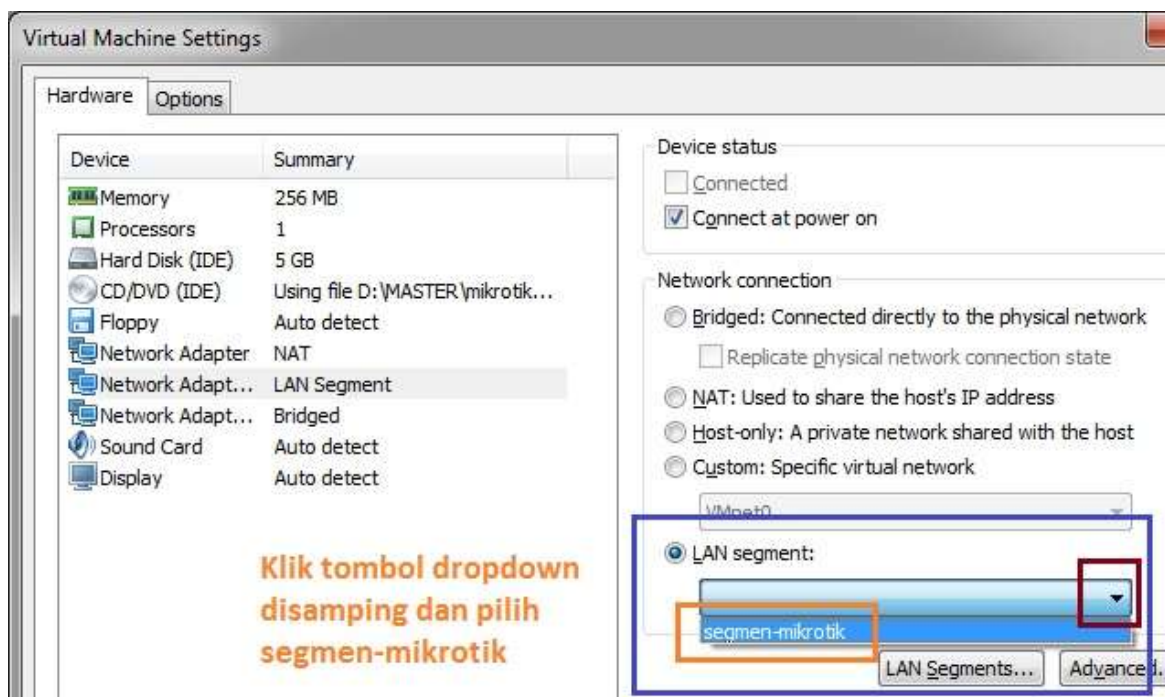 Virtual Machine Settings
Hardware
Options
Device Summary
Memory 256 MB
Processors 1
Hard Disk (IDE) 5 GB
CD/DVD (IDE) Using file D:\MASTER\mikrotik...
Floppy Auto detect
Network Adapter NAT
Network Adapt... LAN Segment
Network Adapt... Bridged
Sound Card Auto detect
Display Auto detect
Klik tombol dropdown
disamping dan pilih
segmen-mikrotik
Device status
Connected
Connect at power on
Network connection
Bridged: Connected directly to the physical network
Replicate physical network connection state
NAT: Used to share the host's IP address
Host-only: A private network shared with the host
Custom: Specific virtual network
VMnet0
LAN segment:
segmen-mikrotik
LAN Segments...
Advanced.